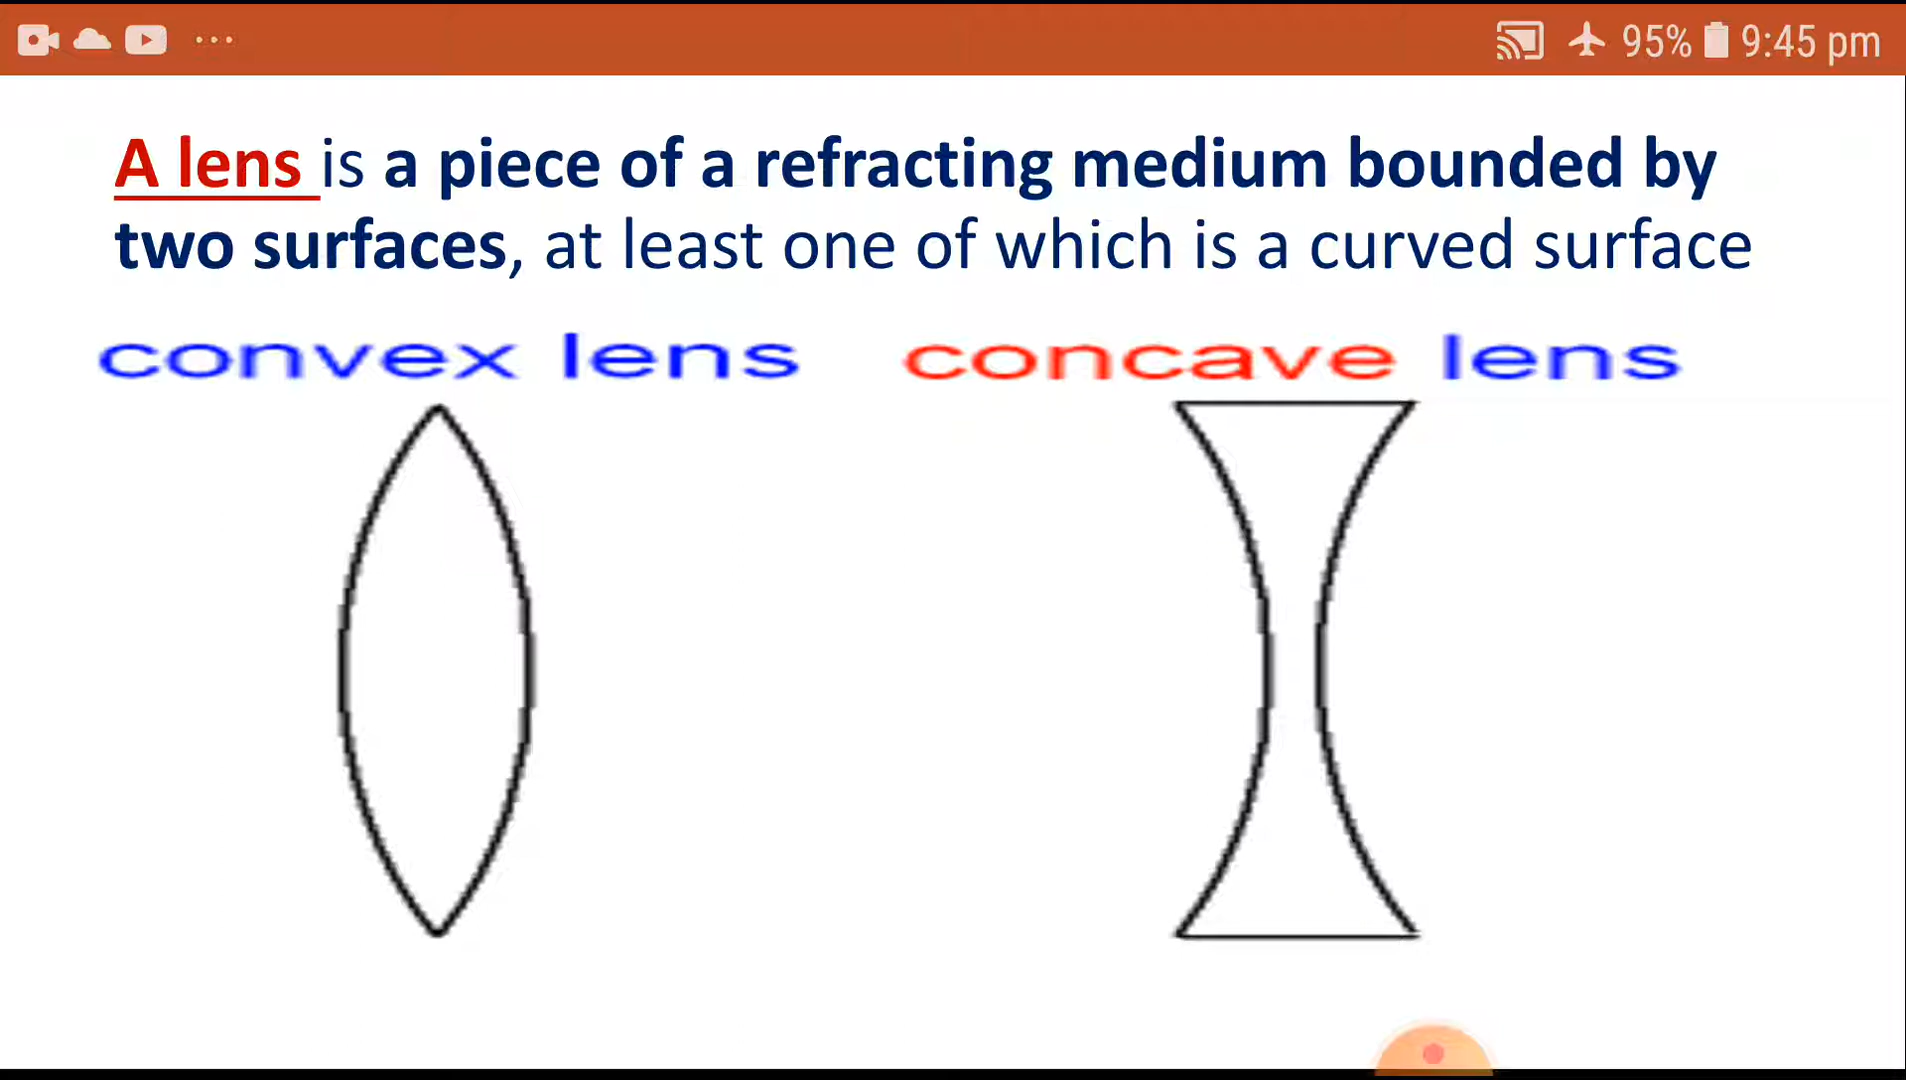 95% 9:45 pm
A lens is a piece of a refracting medium bounded by
two surfaces, at least one of which is a curved surface
convex lens concave lens